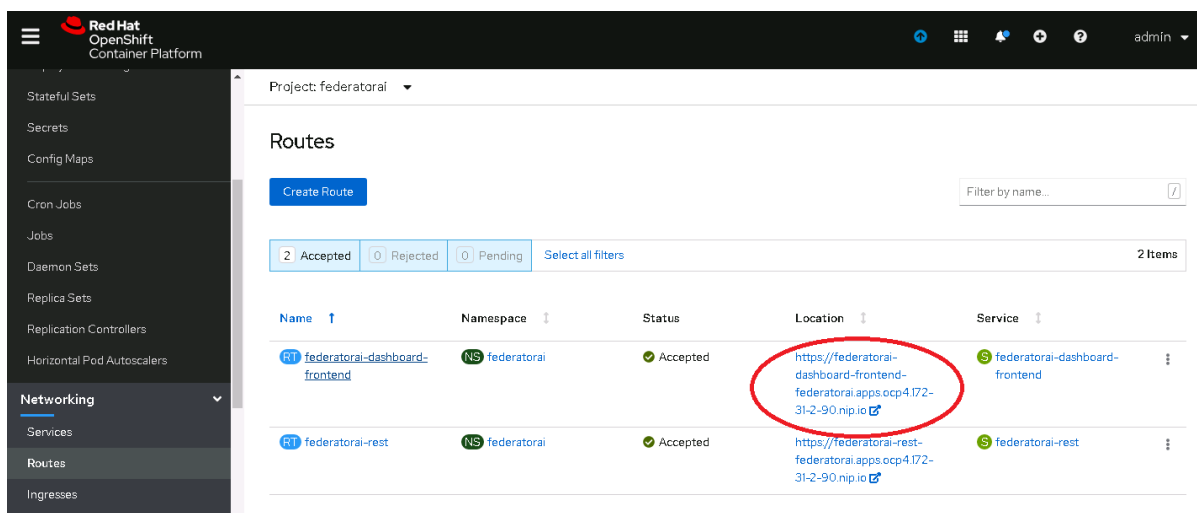 Red Hat
OpenShift
Container Platform
admin
Stateful Sets
Secrets
Config Maps
Cron Jobs
Jobs
Daemon Sets
Replica Sets
Replication Controllers
Horizontal Pod Autoscalers
Networking
Services
Routes
Ingresses
Project: federatorai
Routes
Create Route
Filter by name... /
2 Accepted 0 Rejected 0 Pending Select all filters 2 Items
Name Namespace Status Location Service
RT federatorai-dashboard-
frontend
NS federatorai
Accepted
https://federatorai-
dashboard-frontend-
federatorai.apps.ocp4.172-
31-2-90.nip.io
S federatorai-dashboard-
frontend
RT federatorai-rest
NS federatorai
Accepted
https://federatorai-rest-
federatorai.apps.ocp4.172-
31-2-90.nip.io
S federatorai-rest